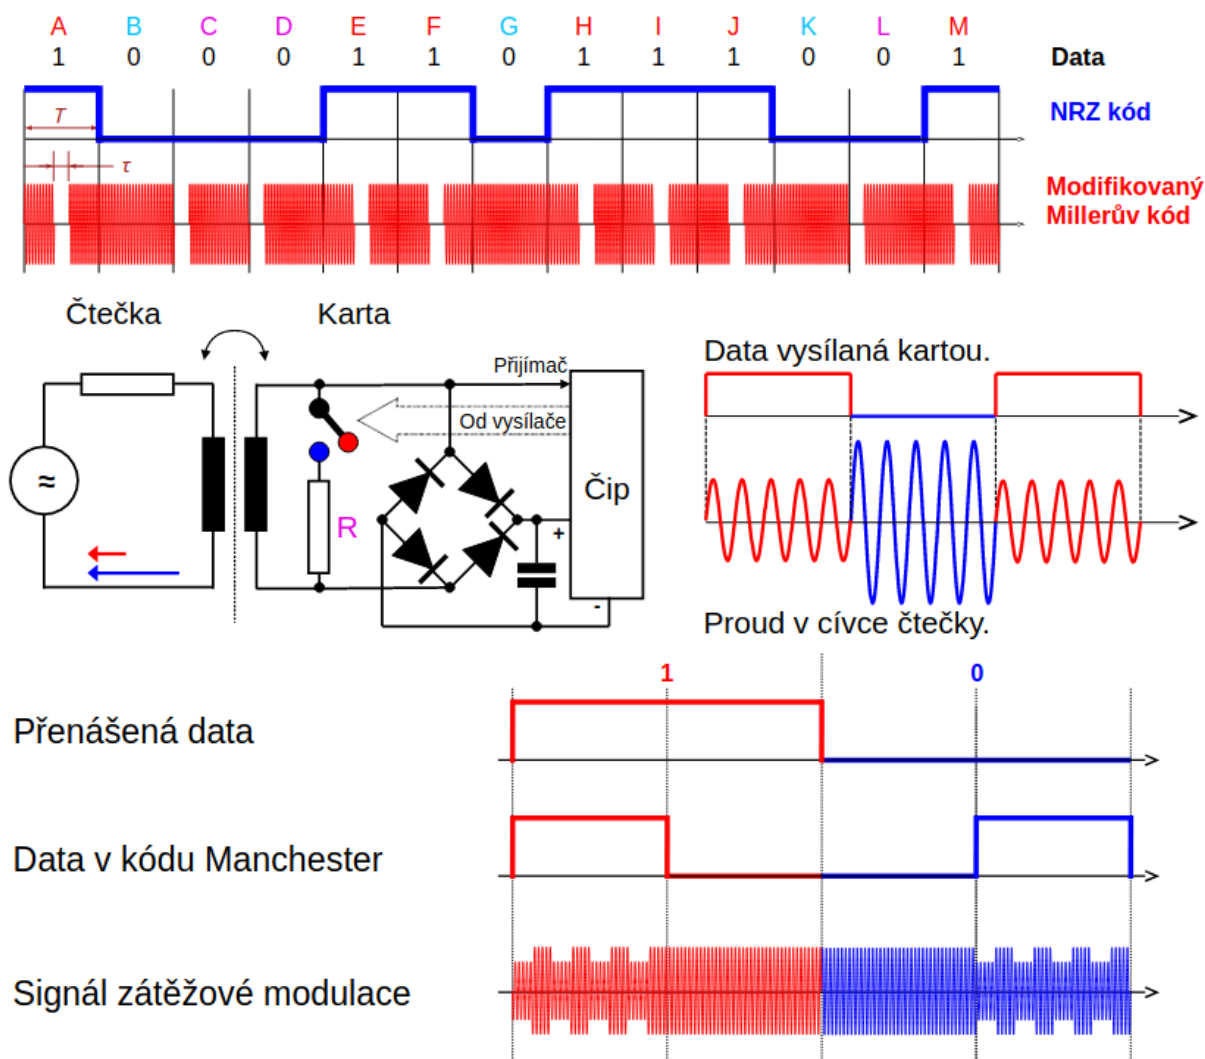 A B C D E F G H I J K L M
1 0 0 0 1 1 0 1 1 1 0 0 1 Data
NRZ kód
T
τ
Modifikovaný
Millerův kód
Čtečka Karta
Přijímač
Od vysílače
≈
R
Čip
+
-
Data vysílaná kartou.
Proud v cívce čtečky.
1 0
Přenášená data
Data v kódu Manchester
Signál zátěžové modulace